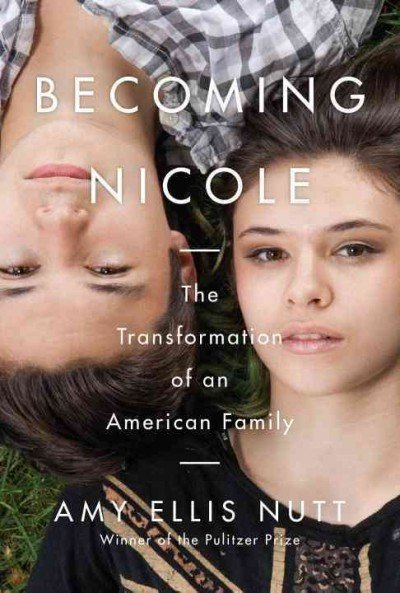 BECOMING
NICOLE
The
Transformation
of an
American Family
AMY ELLIS NUTT
Winner of the Pulitzer Prize